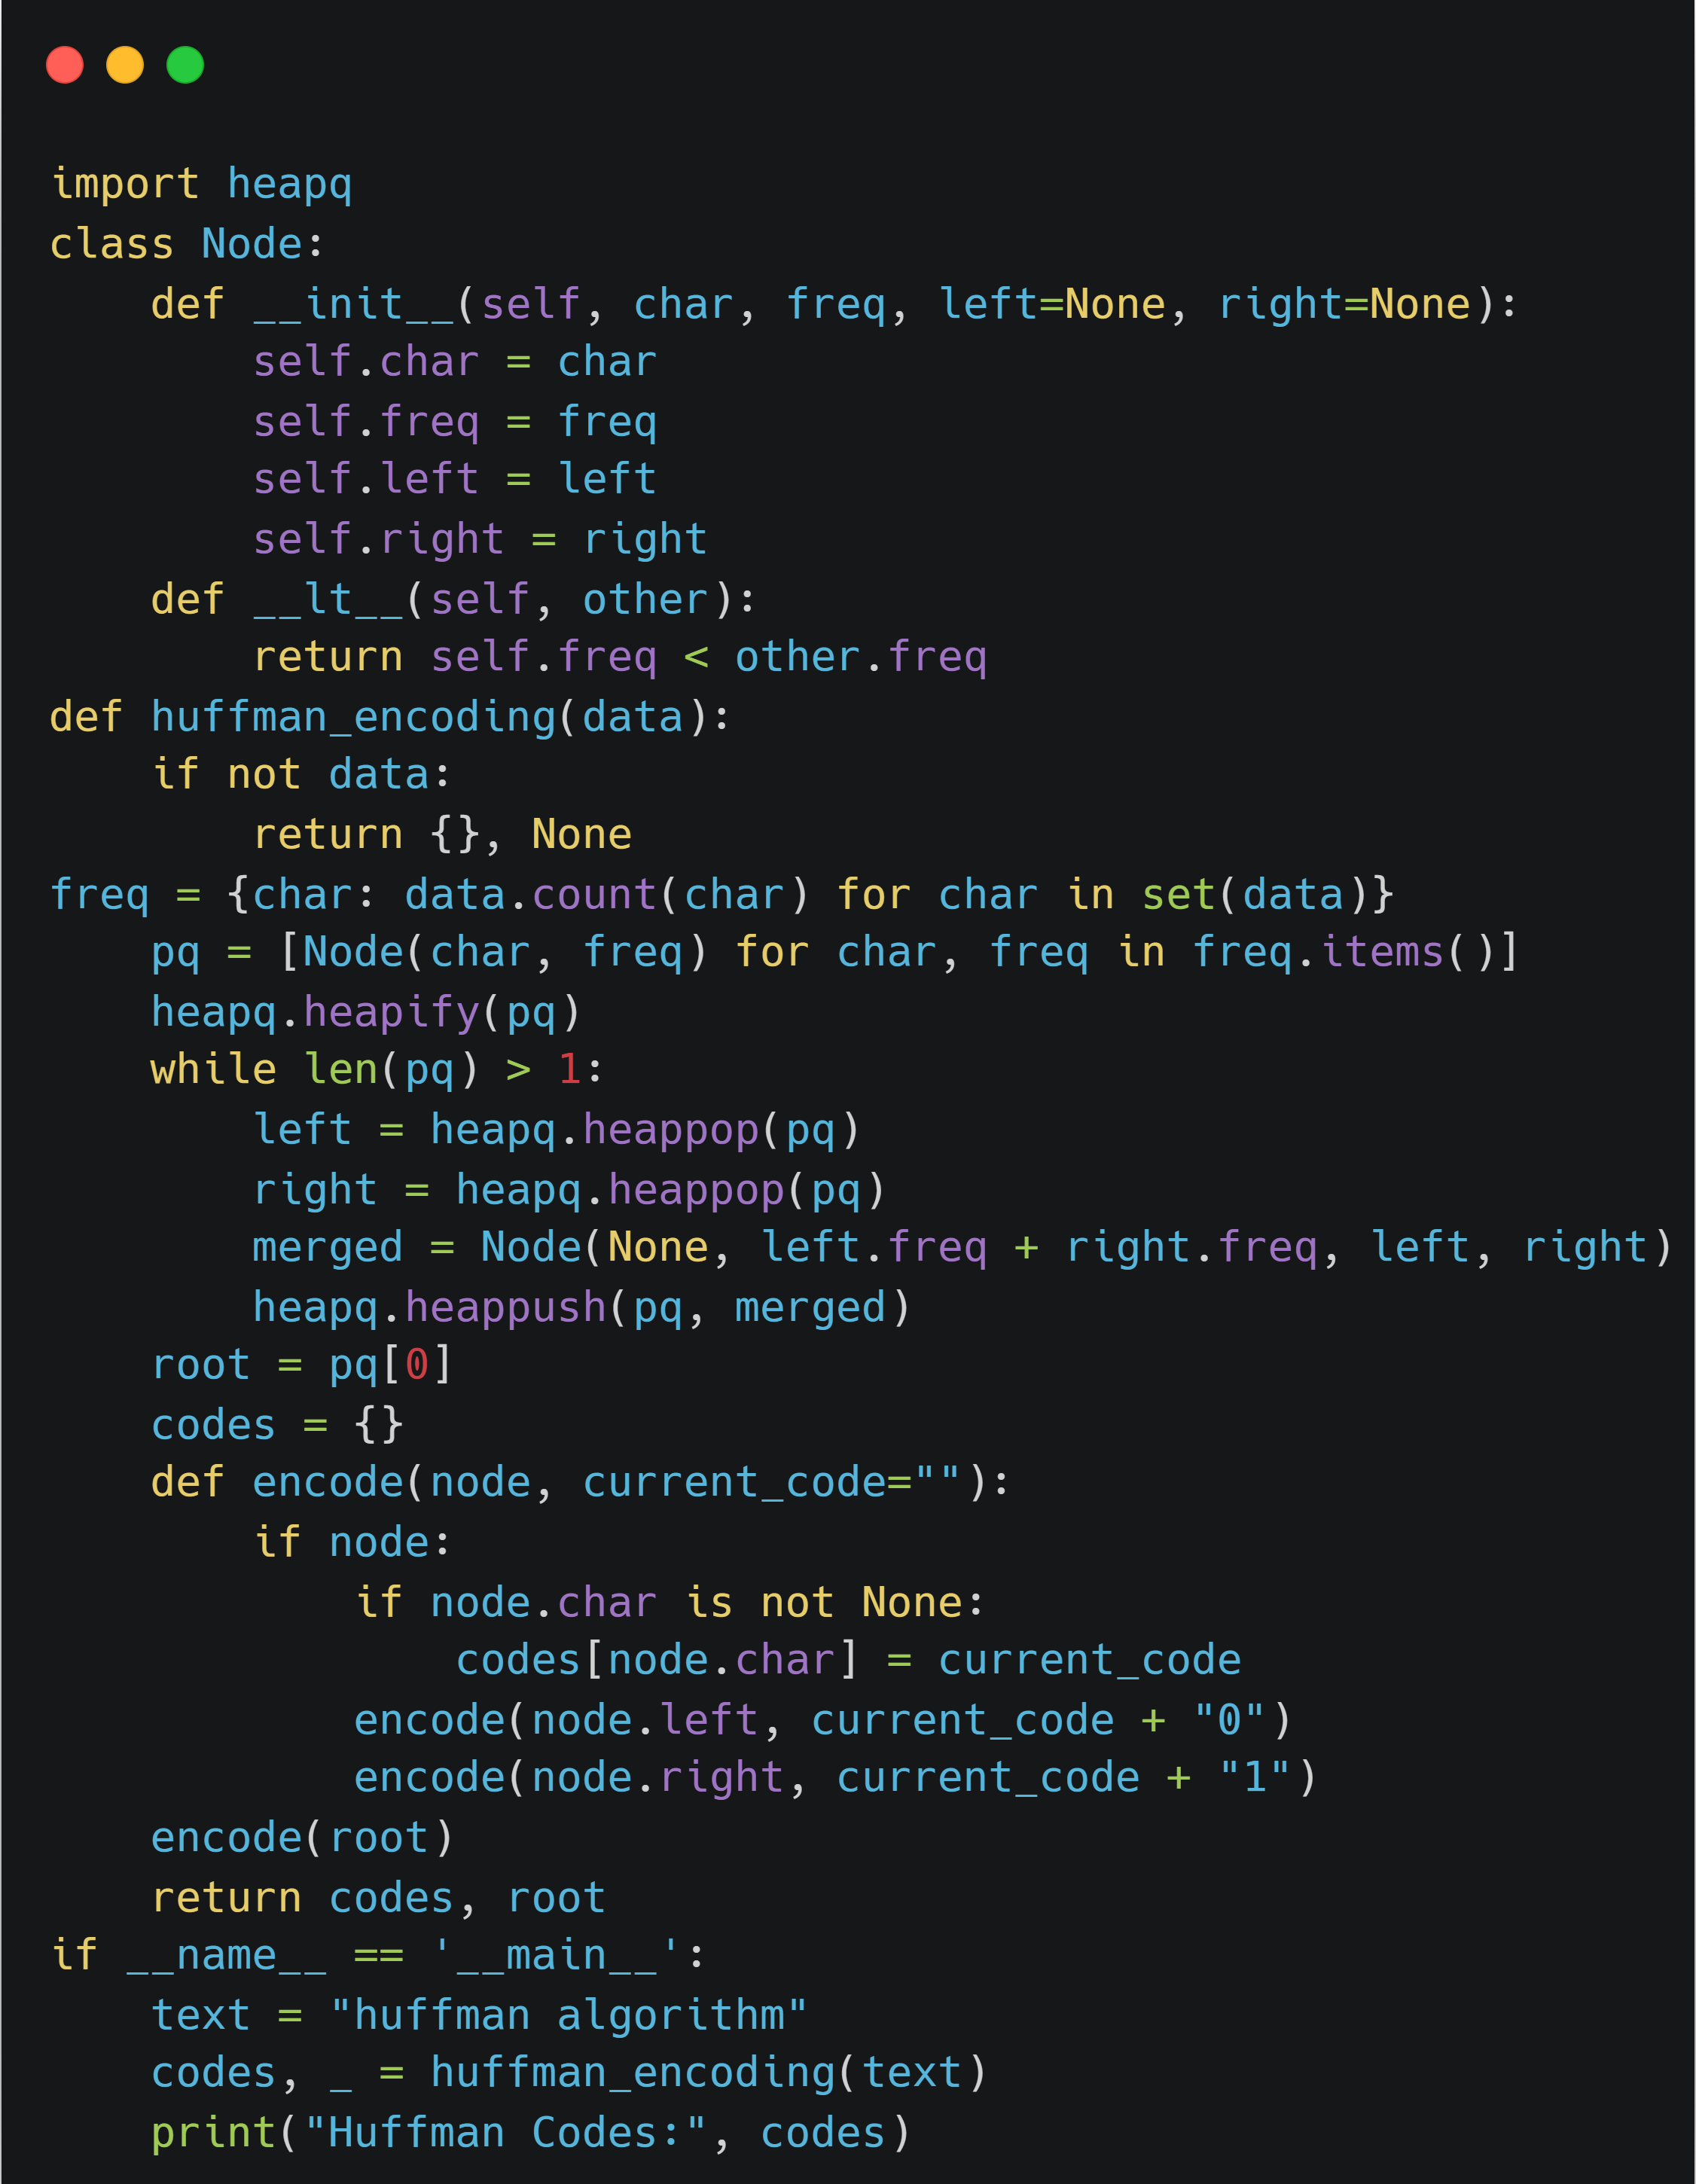 import heapq
class Node:
    def __init__(self, char, freq, left=None, right=None):
        self.char = char
        self.freq = freq
        self.left = left
        self.right = right
    def __lt__(self, other):
        return self.freq < other.freq
def huffman_encoding(data):
    if not data:
        return {}, None
freq = {char: data.count(char) for char in set(data)}
    pq = [Node(char, freq) for char, freq in freq.items()]
    heapq.heapify(pq)
    while len(pq) > 1:
        left = heapq.heappop(pq)
        right = heapq.heappop(pq)
        merged = Node(None, left.freq + right.freq, left, right)
        heapq.heappush(pq, merged)
    root = pq[0]
    codes = {}
    def encode(node, current_code=""):
        if node:
            if node.char is not None:
                codes[node.char] = current_code
            encode(node.left, current_code + "0")
            encode(node.right, current_code + "1")
    encode(root)
    return codes, root
if __name__ == '__main__':
    text = "huffman algorithm"
    codes, _ = huffman_encoding(text)
    print("Huffman Codes:", codes)